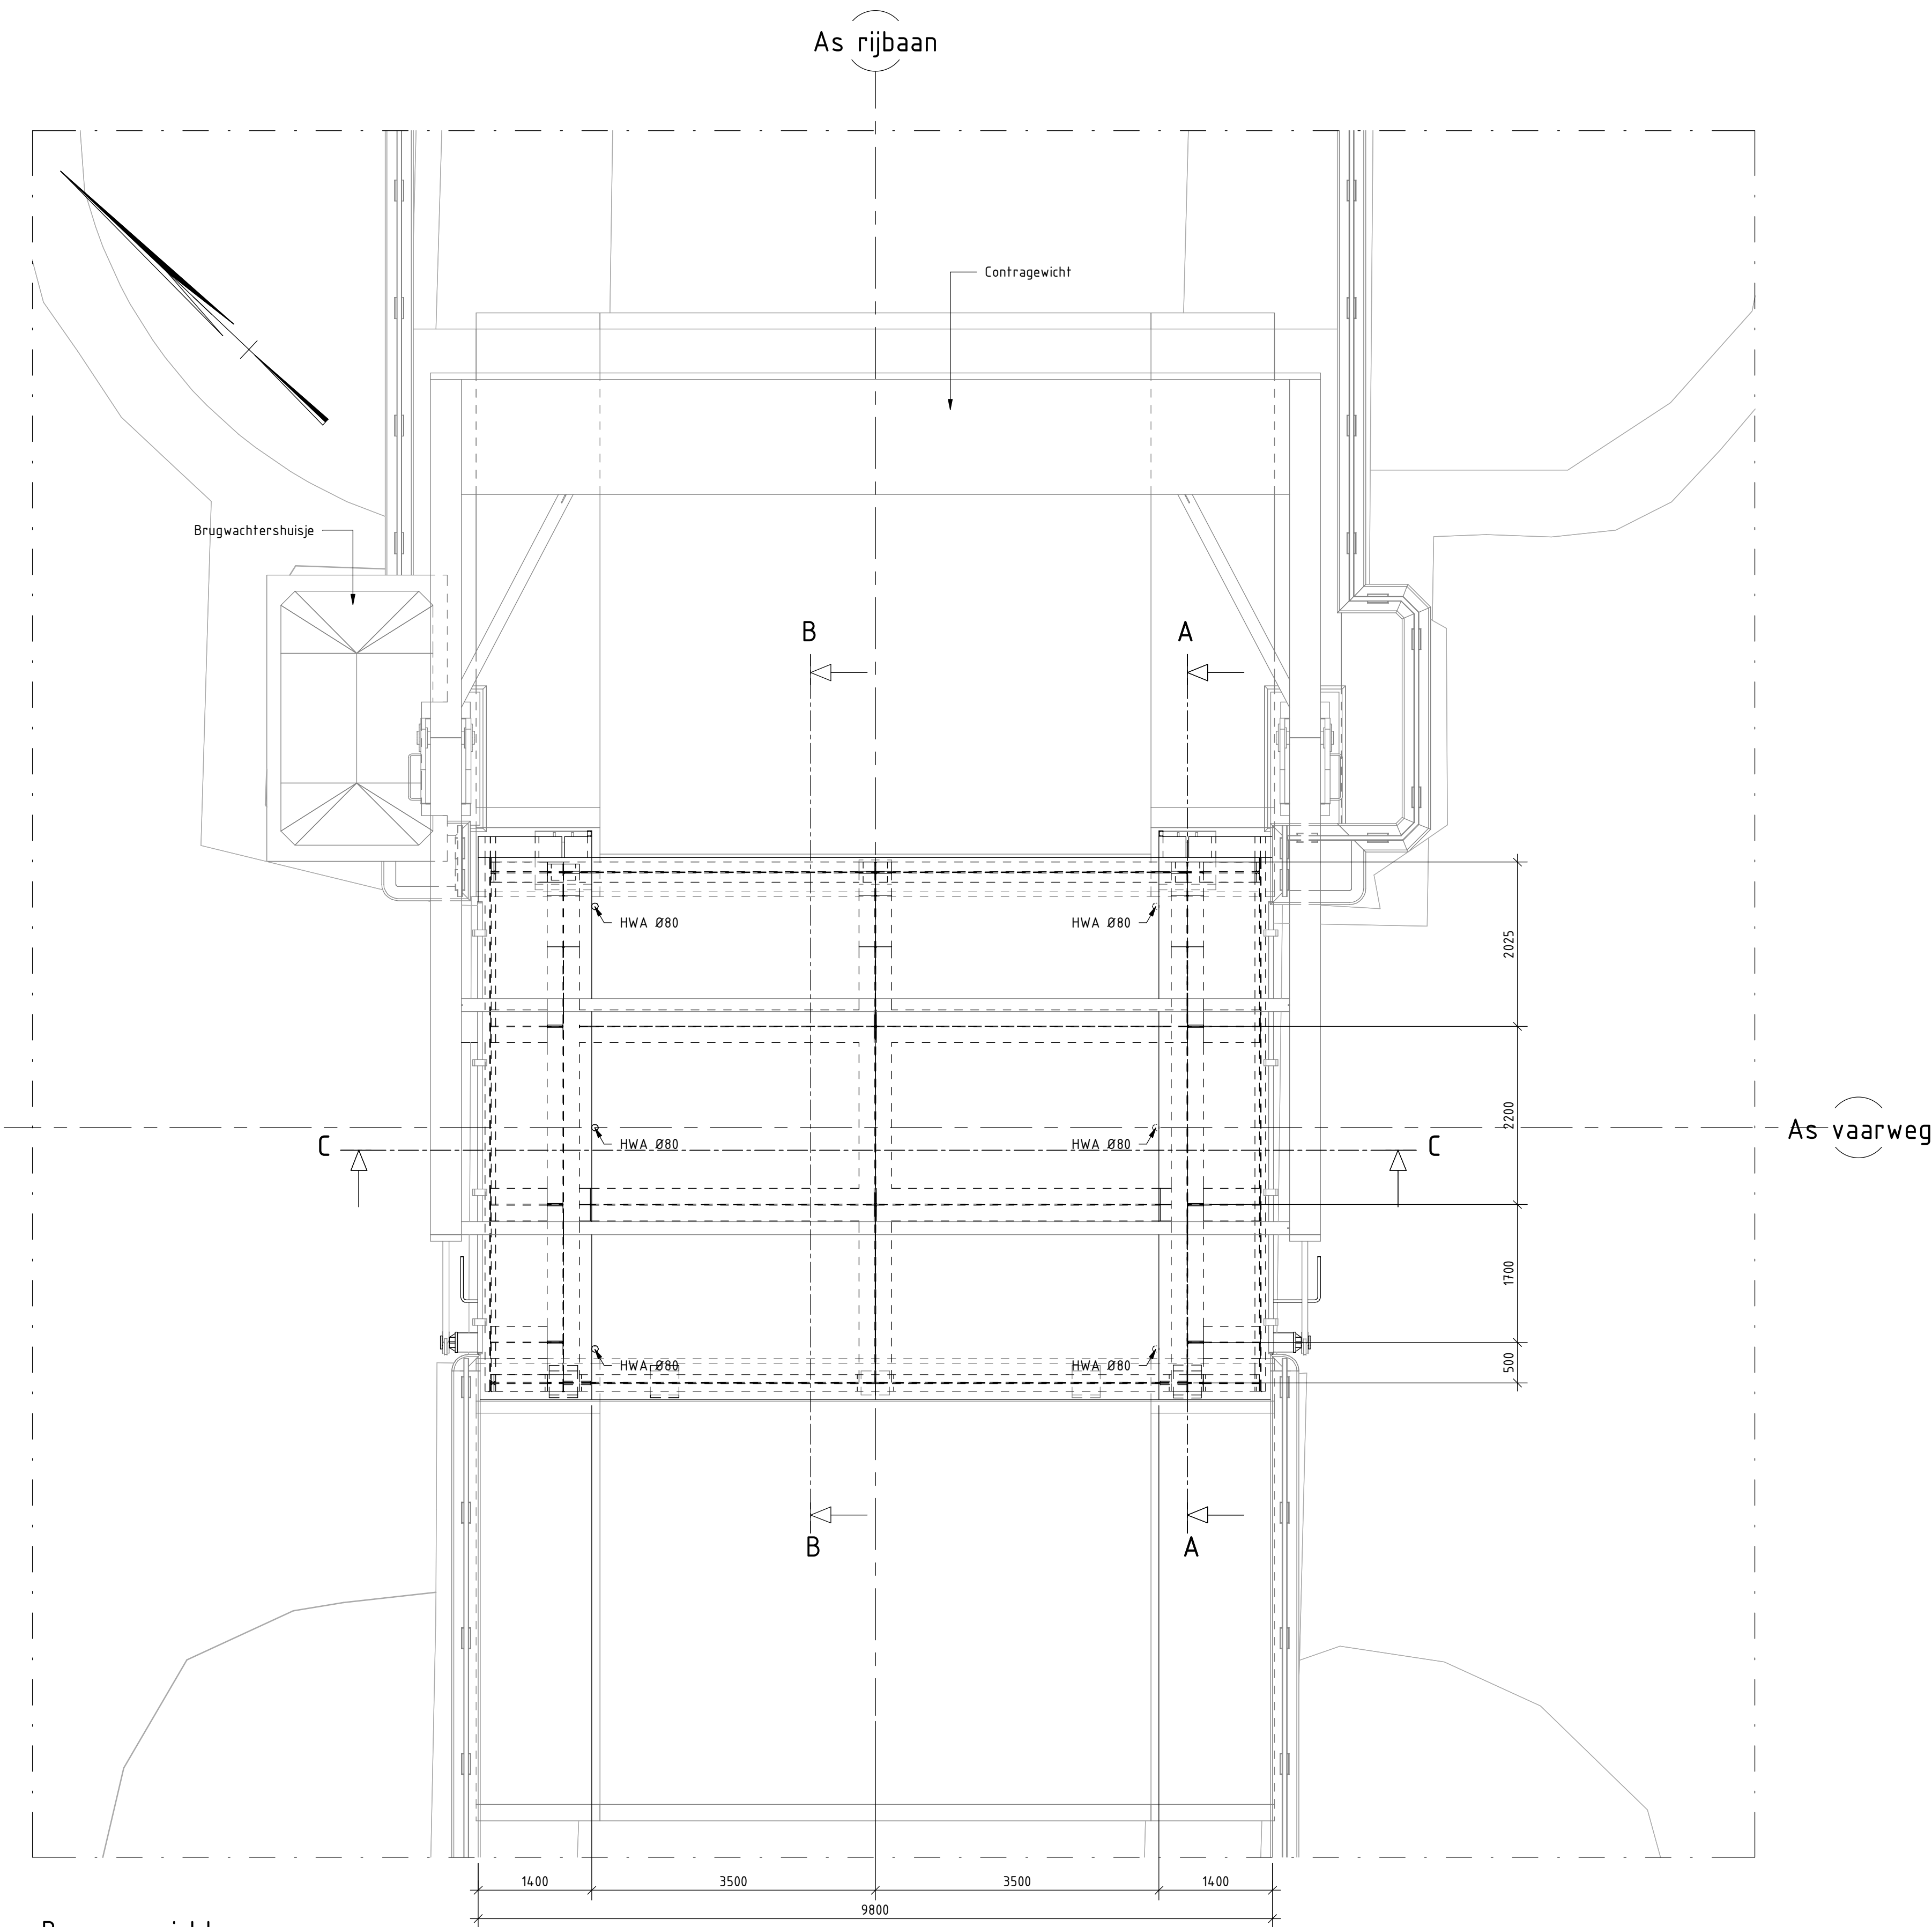 As rijbaan
Contragewicht
Brugwachtershuisje
B
A
HWA Ø80
HWA Ø80
2025
2200
As vaarweg
C
HWA Ø80
HWA Ø80
C
1700
HWA Ø80
HWA Ø80
500
B
A
1400
3500
3500
1400
9800